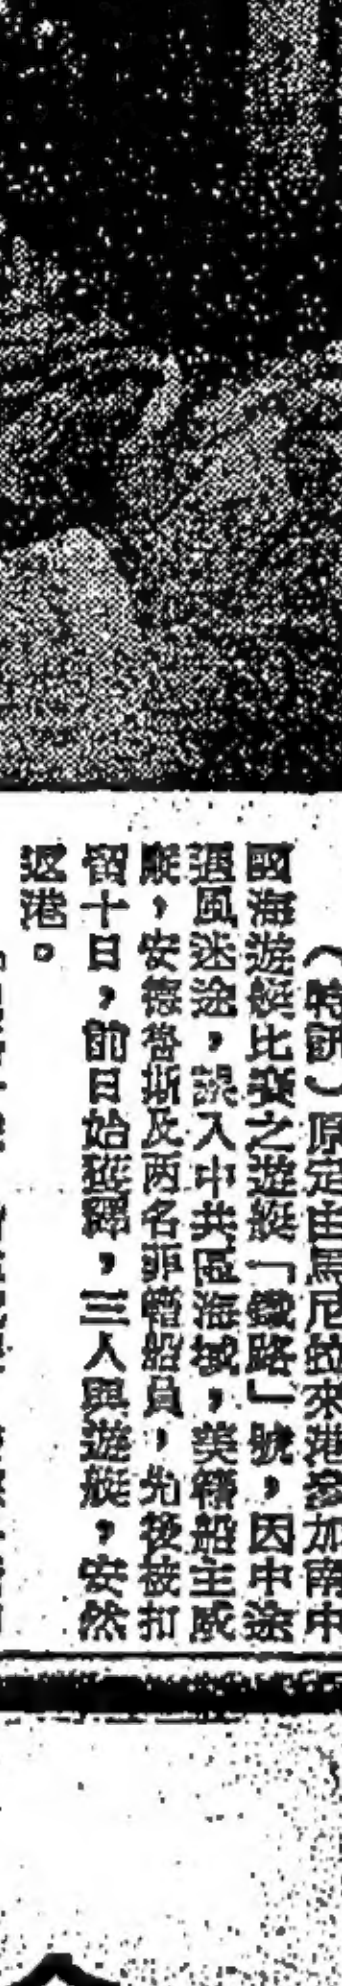 （特訊）原定由馬尼拉來港參加南中
國海遊艇比賽之遊艇「鐵路」號，因中途
遇風迷途，誤入中共區海域，美籍船主威
廉，安德魯斯及两名菲籍船員，先後被扣
留十日，前日始獲釋，三人與遊艇，安然
返港。